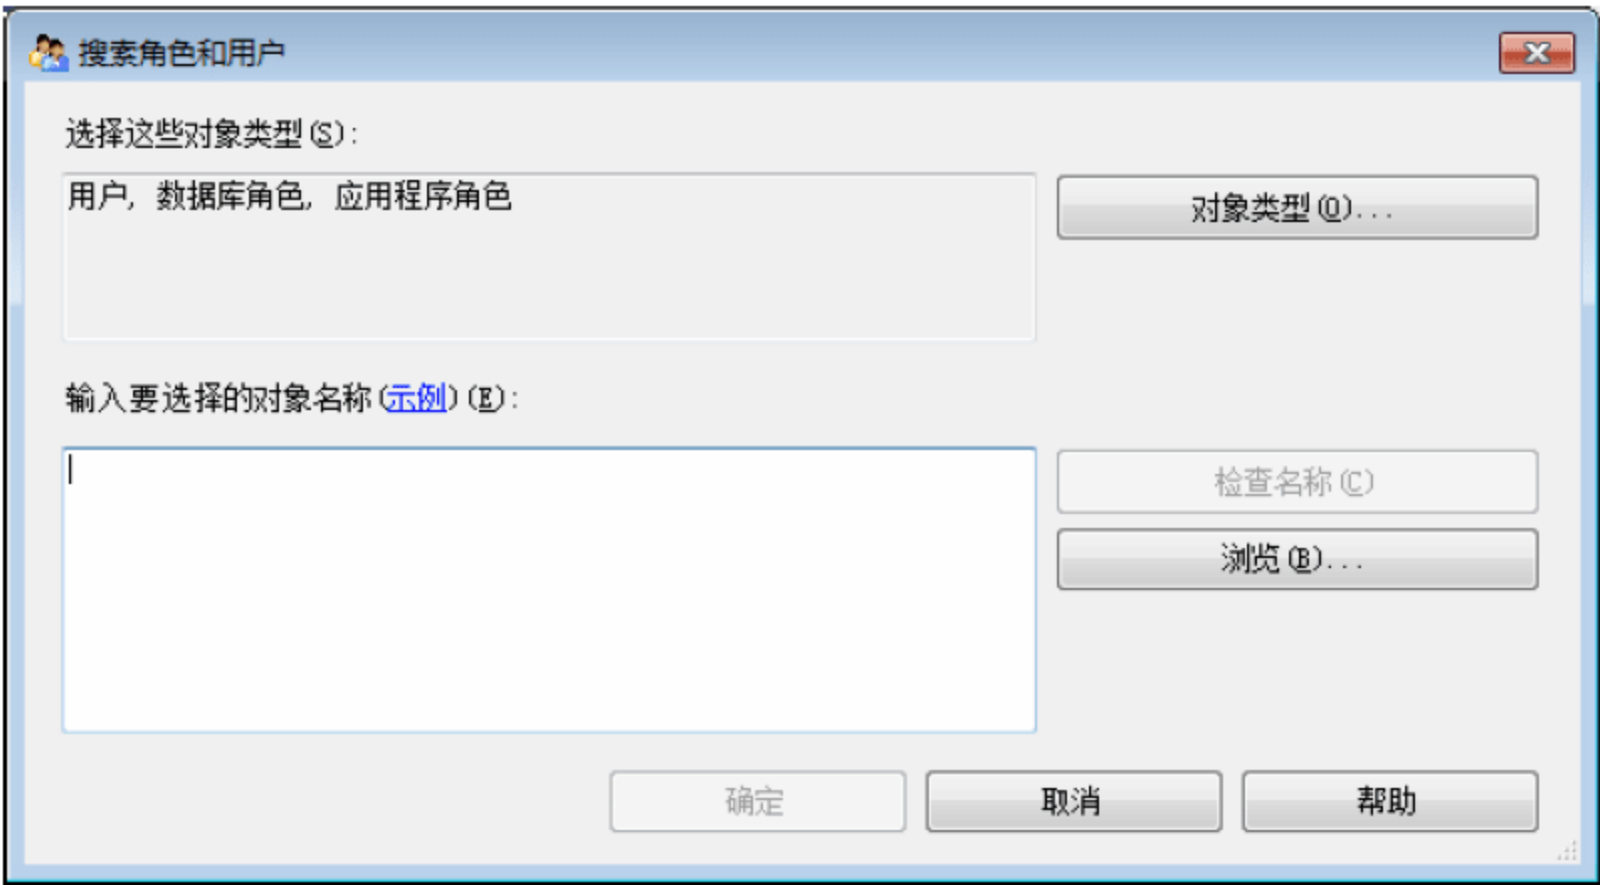 搜索角色和用户
选择这些对象类型(S):
用户, 数据库角色, 应用程序角色
对象类型(O)...
输入要选择的对象名称(示例)(E):
检查名称(C)
浏览(B)...
确定
取消
帮助